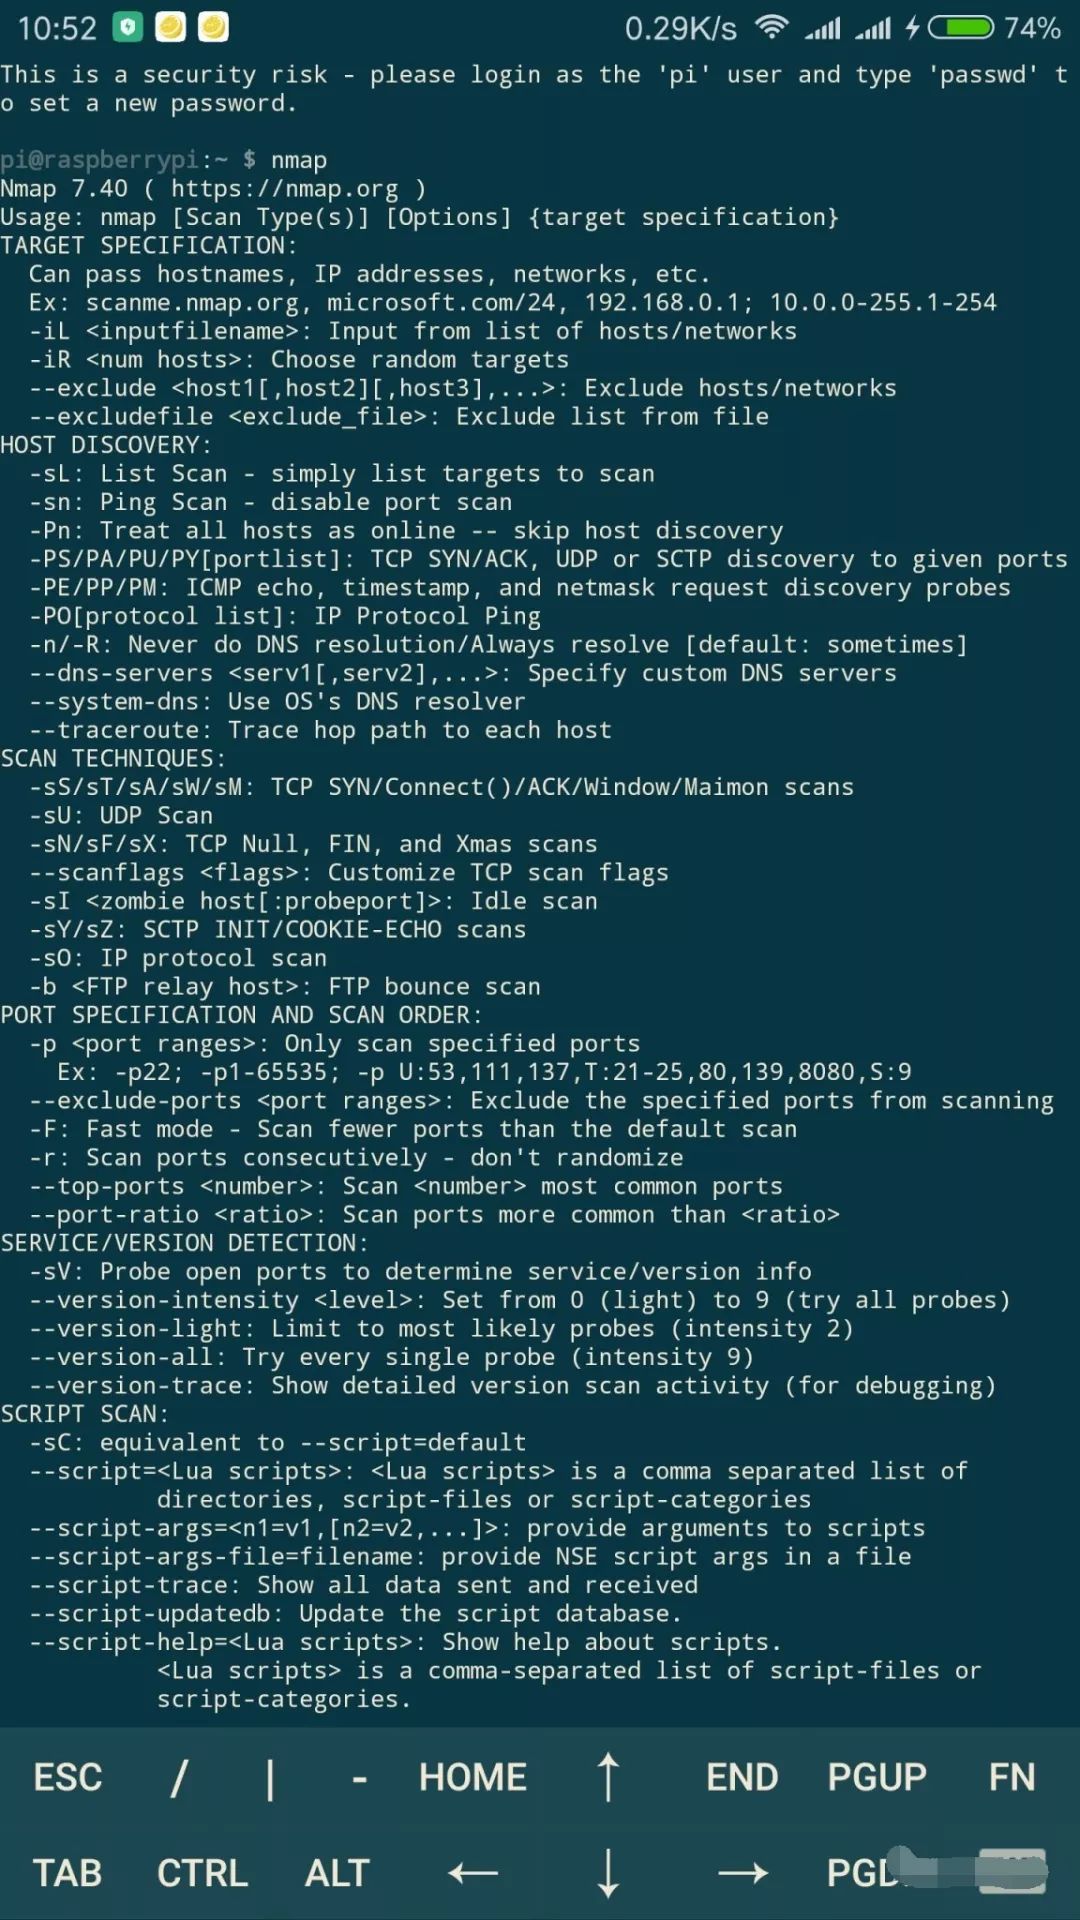 10:52 0.29K/s 74%
This is a security risk - please login as the 'pi' user and type 'passwd' t
o set a new password.
pi@raspberrypi:~ $ nmap
Nmap 7.40 ( https://nmap.org )
Usage: nmap [Scan Type(s)] [Options] {target specification}
TARGET SPECIFICATION:
  Can pass hostnames, IP addresses, networks, etc.
  Ex: scanme.nmap.org, microsoft.com/24, 192.168.0.1; 10.0.0-255.1-254
  -iL <inputfilename>: Input from list of hosts/networks
  -iR <num hosts>: Choose random targets
  --exclude <host1[,host2][,host3],...>: Exclude hosts/networks
  --excludefile <exclude_file>: Exclude list from file
HOST DISCOVERY:
  -sL: List Scan - simply list targets to scan
  -sn: Ping Scan - disable port scan
  -Pn: Treat all hosts as online -- skip host discovery
  -PS/PA/PU/PY[portlist]: TCP SYN/ACK, UDP or SCTP discovery to given ports
  -PE/PP/PM: ICMP echo, timestamp, and netmask request discovery probes
  -PO[protocol list]: IP Protocol Ping
  -n/-R: Never do DNS resolution/Always resolve [default: sometimes]
  --dns-servers <serv1[,serv2],...>: Specify custom DNS servers
  --system-dns: Use OS's DNS resolver
  --traceroute: Trace hop path to each host
SCAN TECHNIQUES:
  -sS/sT/sA/sW/sM: TCP SYN/Connect()/ACK/Window/Maimon scans
  -sU: UDP Scan
  -sN/sF/sX: TCP Null, FIN, and Xmas scans
  --scanflags <flags>: Customize TCP scan flags
  -sI <zombie host[:probeport]>: Idle scan
  -sY/sZ: SCTP INIT/COOKIE-ECHO scans
  -sO: IP protocol scan
  -b <FTP relay host>: FTP bounce scan
PORT SPECIFICATION AND SCAN ORDER:
  -p <port ranges>: Only scan specified ports
    Ex: -p22; -p1-65535; -p U:53,111,137,T:21-25,80,139,8080,S:9
  --exclude-ports <port ranges>: Exclude the specified ports from scanning
  -F: Fast mode - Scan fewer ports than the default scan
  -r: Scan ports consecutively - don't randomize
  --top-ports <number>: Scan <number> most common ports
  --port-ratio <ratio>: Scan ports more common than <ratio>
SERVICE/VERSION DETECTION:
  -sV: Probe open ports to determine service/version info
  --version-intensity <level>: Set from 0 (light) to 9 (try all probes)
  --version-light: Limit to most likely probes (intensity 2)
  --version-all: Try every single probe (intensity 9)
  --version-trace: Show detailed version scan activity (for debugging)
SCRIPT SCAN:
  -sC: equivalent to --script=default
  --script=<Lua scripts>: <Lua scripts> is a comma separated list of
           directories, script-files or script-categories
  --script-args=<n1=v1,[n2=v2,...]>: provide arguments to scripts
  --script-args-file=filename: provide NSE script args in a file
  --script-trace: Show all data sent and received
  --script-updatedb: Update the script database.
  --script-help=<Lua scripts>: Show help about scripts.
           <Lua scripts> is a comma-separated list of script-files or
           script-categories.
ESC / | - HOME ↑ END PGUP FN
TAB CTRL ALT ← ↓ →